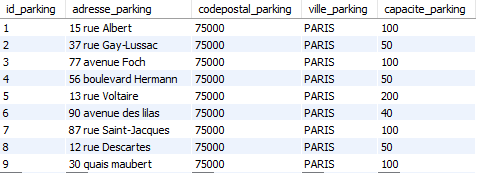 id_parking adresse_parking codepostal_parking ville_parking capacite_parking
1 15 rue Albert 75000 PARIS 100
2 37 rue Gay-Lussac 75000 PARIS 50
3 77 avenue Foch 75000 PARIS 100
4 56 boulevard Hermann 75000 PARIS 50
5 13 rue Voltaire 75000 PARIS 200
6 90 avenue des lilas 75000 PARIS 40
7 87 rue Saint-Jacques 75000 PARIS 100
8 12 rue Descartes 75000 PARIS 50
9 30 quais maubert 75000 PARIS 100